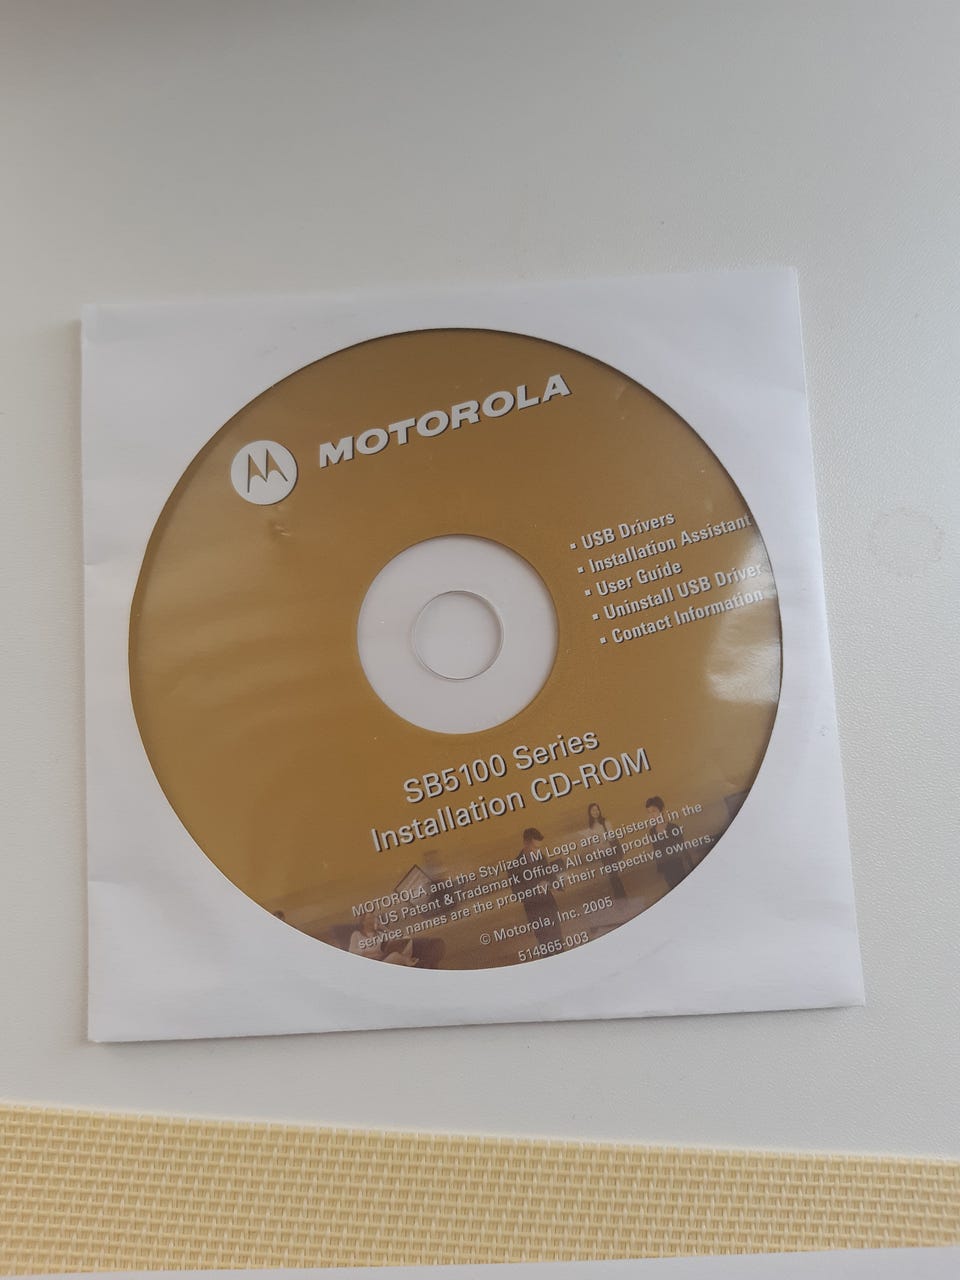 MOTOROLA
▪ USB Drivers
▪ Installation Assistant
▪ User Guide
▪ Uninstall USB Driver
▪ Contact Information
SB5100 Series
Installation CD-ROM
MOTOROLA and the Stylized M Logo are registered in the
US Patent & Trademark Office. All other product or
service names are the property of their respective owners.
© Motorola, Inc. 2005
514865-003